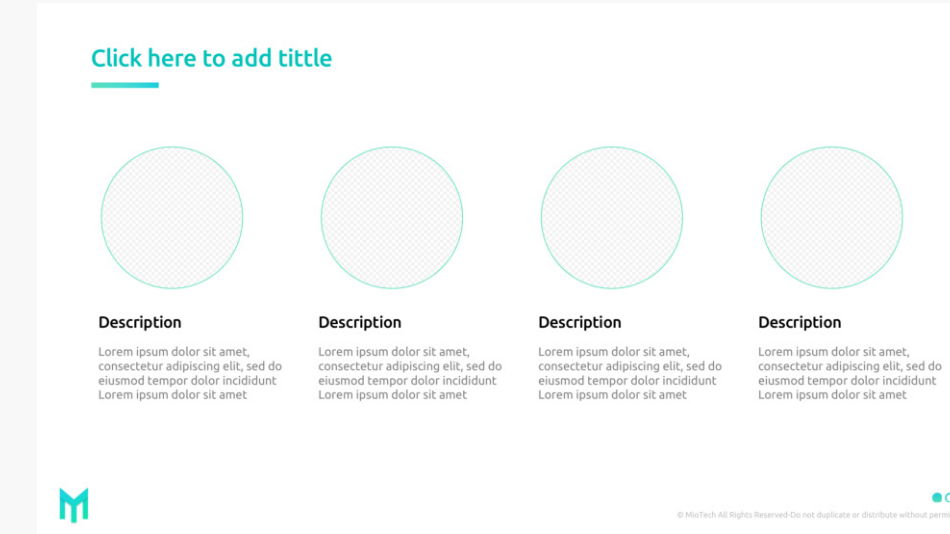 Click here to add tittle
Description
Lorem ipsum dolor sit amet,
consectetur adipiscing elit, sed do
eiusmod tempor dolor incididunt
Lorem ipsum dolor sit amet
Description
Lorem ipsum dolor sit amet,
consectetur adipiscing elit, sed do
eiusmod tempor dolor incididunt
Lorem ipsum dolor sit amet
Description
Lorem ipsum dolor sit amet,
consectetur adipiscing elit, sed do
eiusmod tempor dolor incididunt
Lorem ipsum dolor sit amet
Description
Lorem ipsum dolor sit amet,
consectetur adipiscing elit, sed do
eiusmod tempor dolor incididunt
Lorem ipsum dolor sit amet
© MioTech All Rights Reserved-Do not duplicate or distribute without